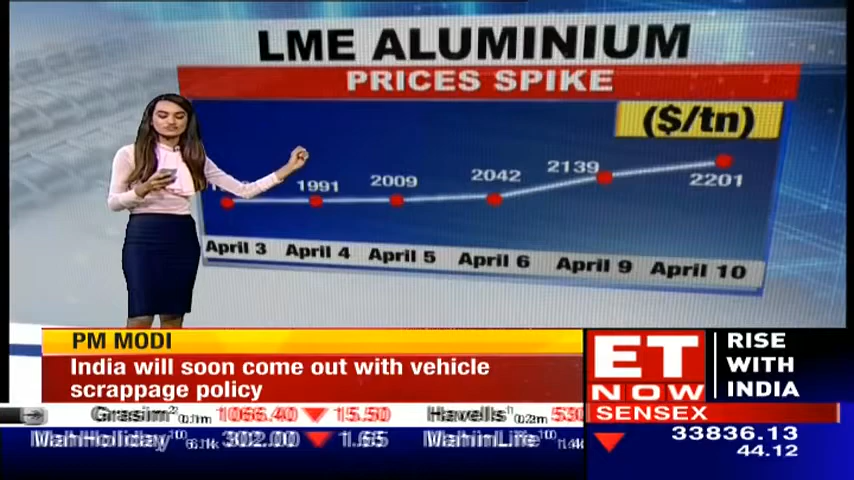 LME ALUMINIUM
PRICES SPIKE
($/tn)
1991
2009
2042
2139
2201
April 3
April 4
April 5
April 6
April 9
April 10
PM MODI
India will soon come out with vehicle
scrappage policy
ET
NOW
RISE
WITH
INDIA
Grasim 1066.40 15.50 Havells 530
MahHoliday 302.00 1.65 MahinLife
SENSEX
33836.13
44.12